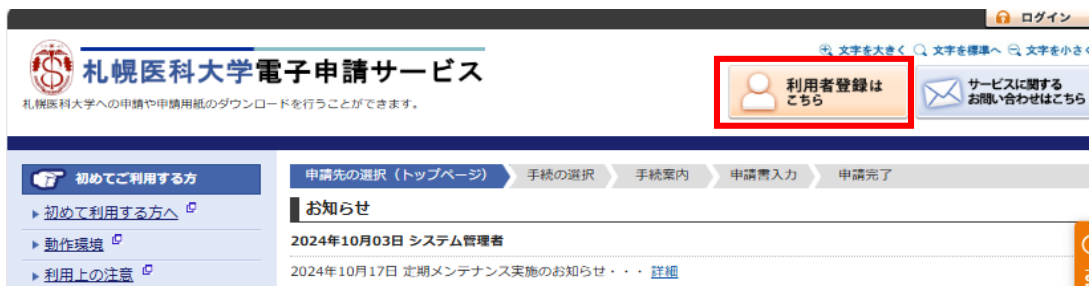 ログイン
文字を大きく 文字を標準へ 文字を小さく
札幌医科大学電子申請サービス
札幌医科大学への申請や申請用紙のダウンロードを行うことができます。
利用者登録は
こちら
サービスに関する
お問い合わせはこちら
初めてご利用する方
初めて利用する方へ
動作環境
利用上の注意
申請先の選択（トップページ） 手続の選択 手続案内 申請書入力 申請完了
お知らせ
2024年10月03日 システム管理者
2024年10月17日 定期メンテナンス実施のお知らせ・・・ 詳細